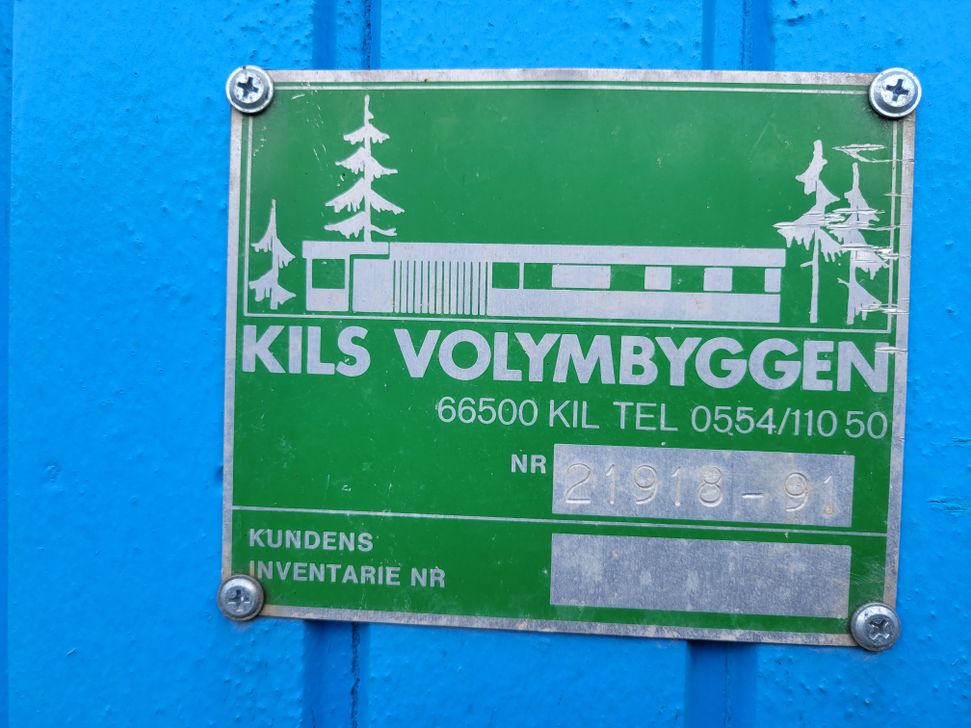 KILS VOLYMBYGGEN
66500 KIL TEL 0554/110 50
NR 21918-91
KUNDENS
INVENTARIE NR